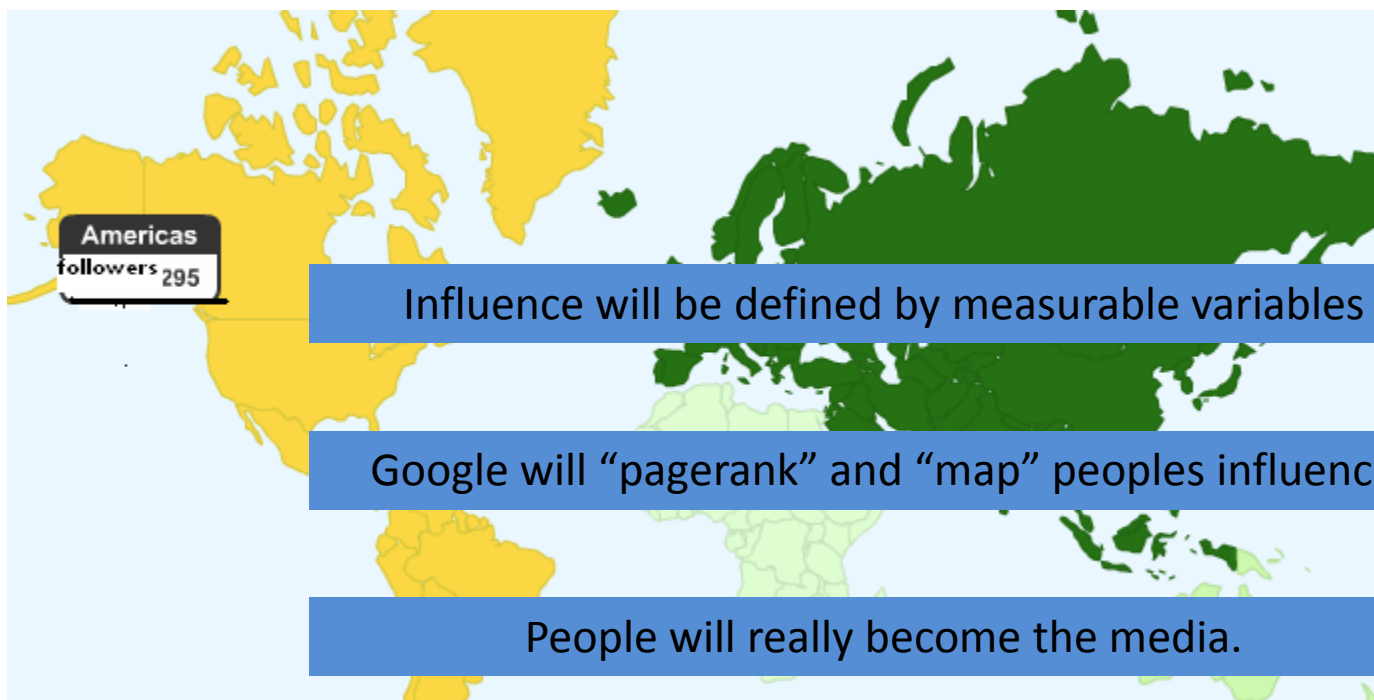 Americas
followers 295
Influence will be defined by measurable variables
Google will “pagerank” and “map” peoples influenc
People will really become the media.